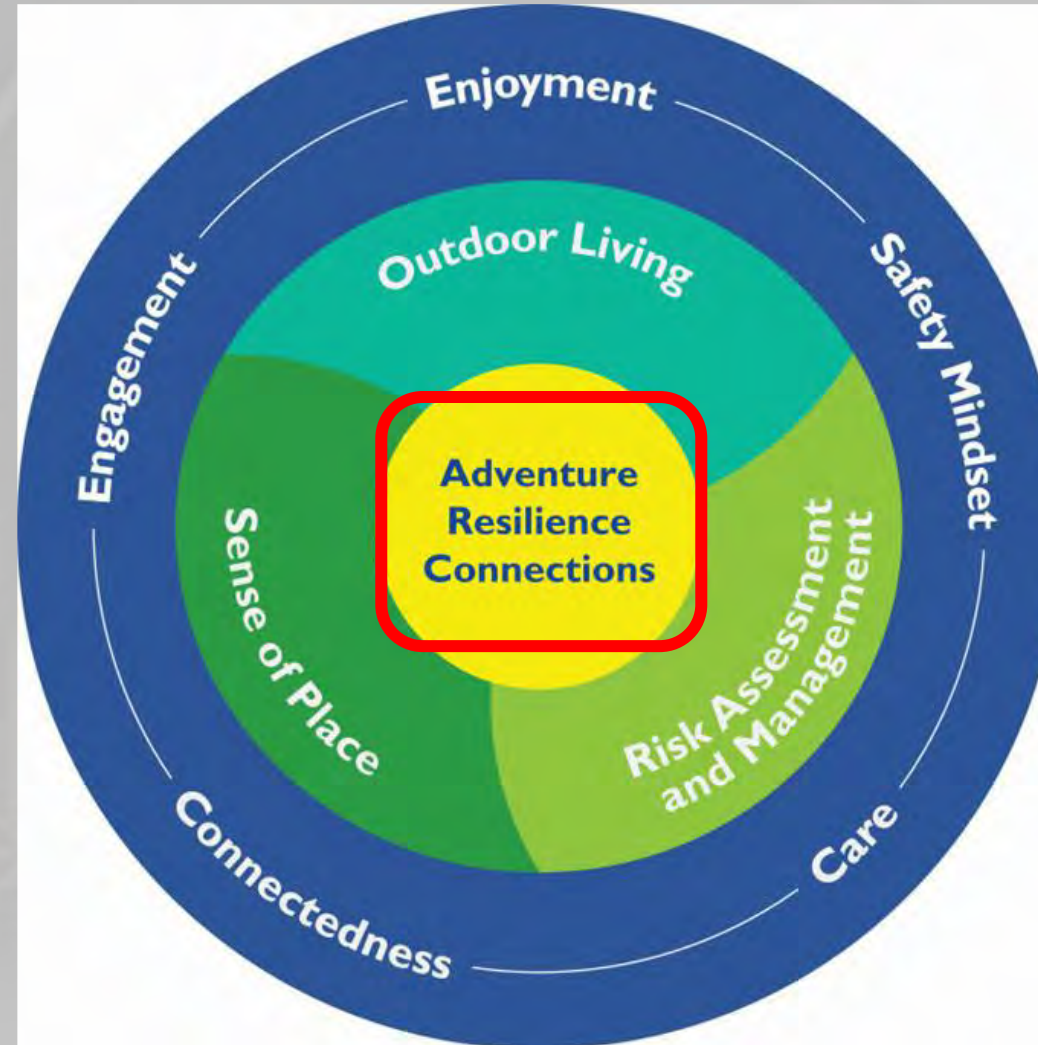 Enjoyment
Safety Mindset
Care
Connectedness
Engagement
Outdoor Living
Risk Assessment
and Management
Sense of Place
Adventure
Resilience
Connections